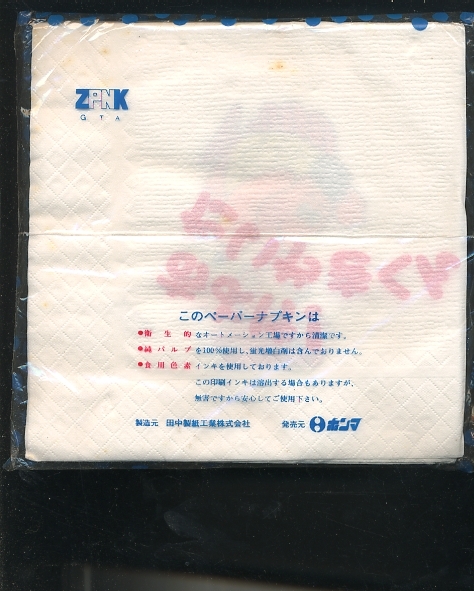 ZPNK
GTA
このペーパーナプキンは
●衛生的なオートメーション工場ですから清潔です。
●純パルプを100%使用し、蛍光増白剤は含んでおりません。
●食用色素インキを使用しております。
この印刷インキは溶出する場合もありますが、
無害ですから安心してご使用下さい。
製造元 田中製紙工業株式会社 発売元 ホンマ